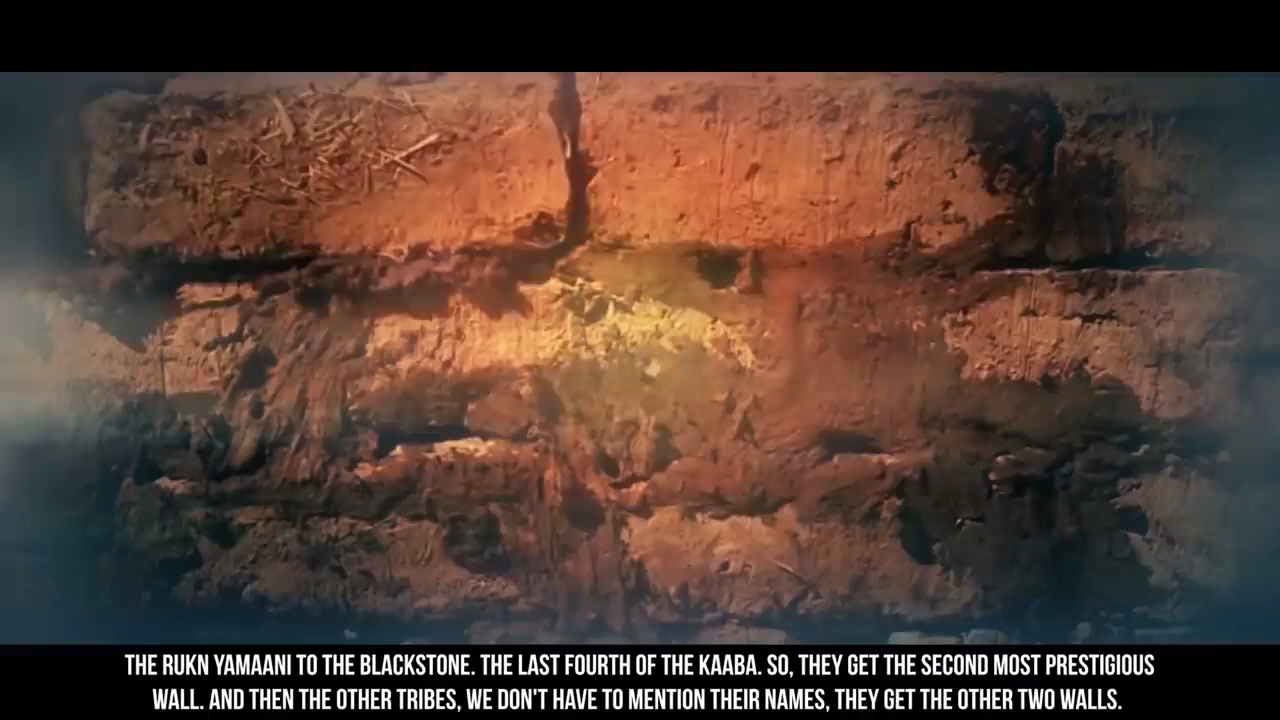 THE RUKN YAMAANI TO THE BLACKSTONE. THE LAST FOURTH OF THE KAABA. SO, THEY GET THE SECOND MOST PRESTIGIOUS
WALL. AND THEN THE OTHER TRIBES, WE DON'T HAVE TO MENTION THEIR NAMES, THEY GET THE OTHER TWO WALLS.